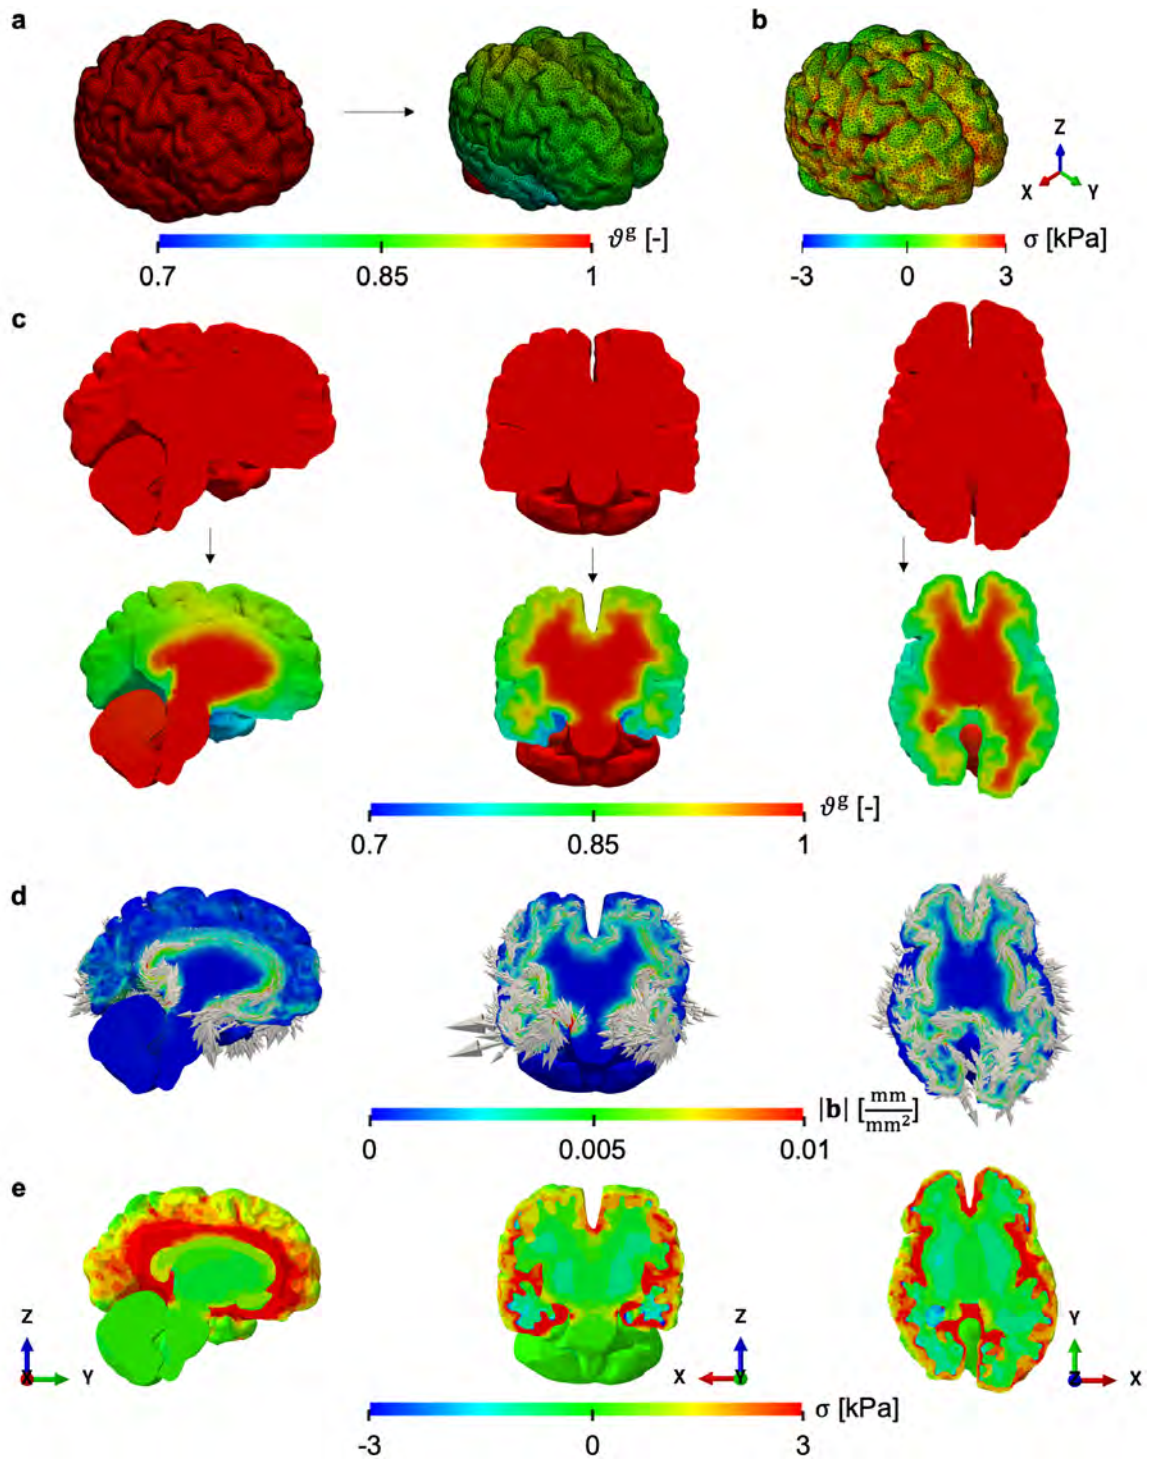 a
b
Z
X
Y
ϑᵍ [-]
0.7
0.85
1
σ [kPa]
-3
0
3
c
ϑᵍ [-]
0.7
0.85
1
d
|b| [mm/mm²]
0
0.005
0.01
e
Z
X
Y
Z
X
Y
Y
Z
X
σ [kPa]
-3
0
3